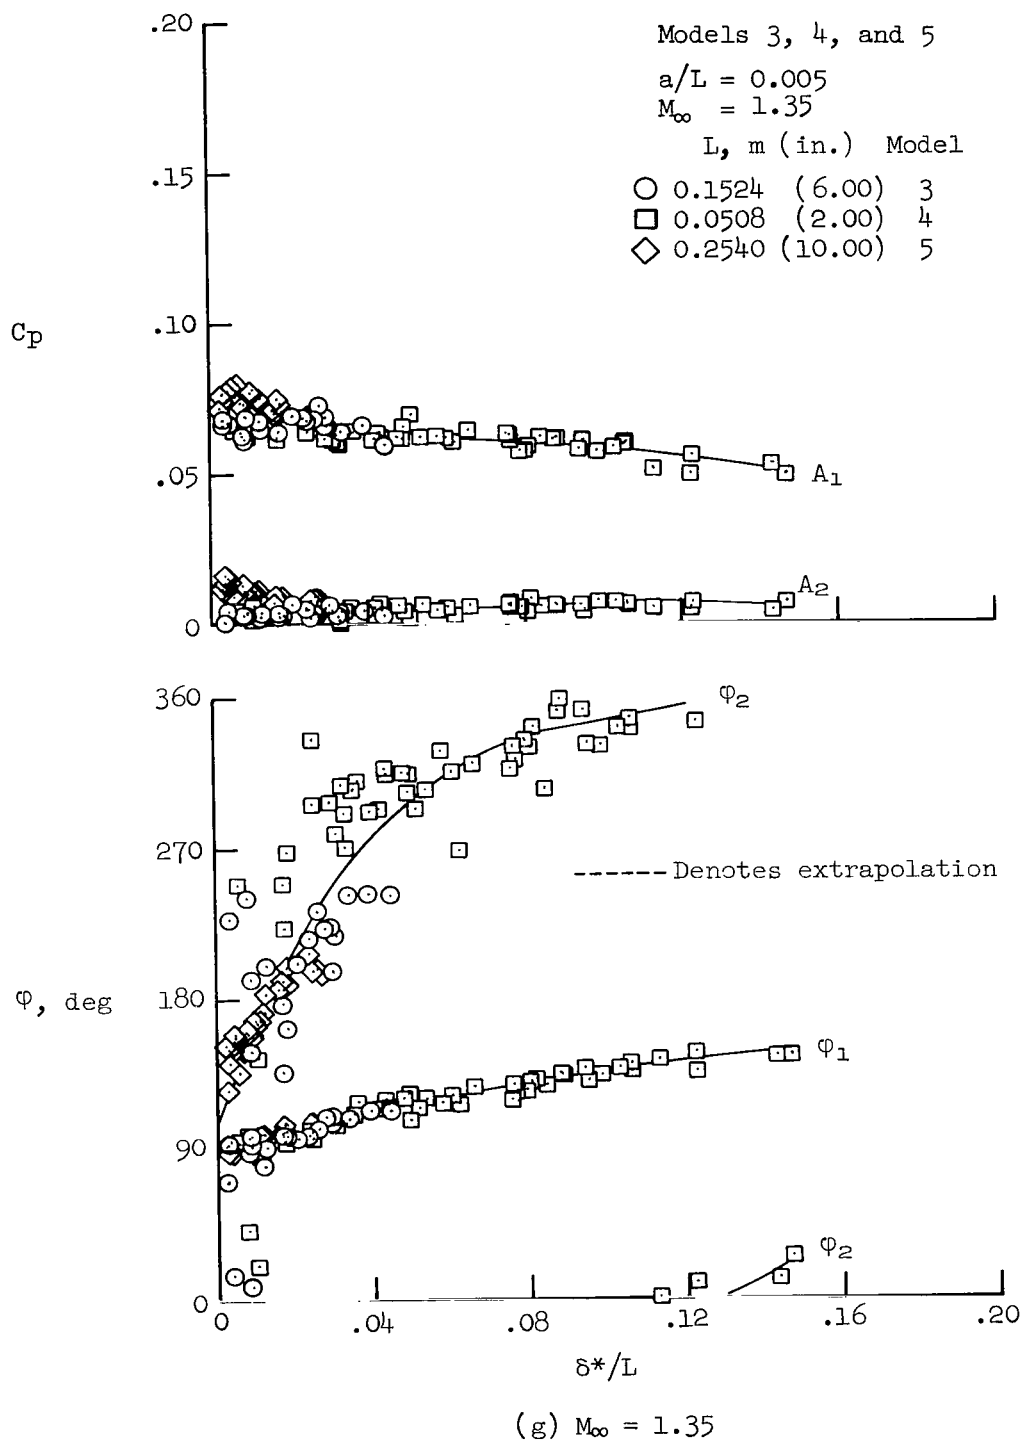 .20
Models 3, 4, and 5
a/L = 0.005
M∞ = 1.35
L, m (in.) Model
.15
0.1524 (6.00) 3
0.0508 (2.00) 4
0.2540 (10.00) 5
Cp
.10
.05
A1
A2
0
360
φ2
270
Denotes extrapolation
φ, deg
180
φ1
90
φ2
0
0 .04 .08 .12 .16 .20
δ*/L
(g) M∞ = 1.35